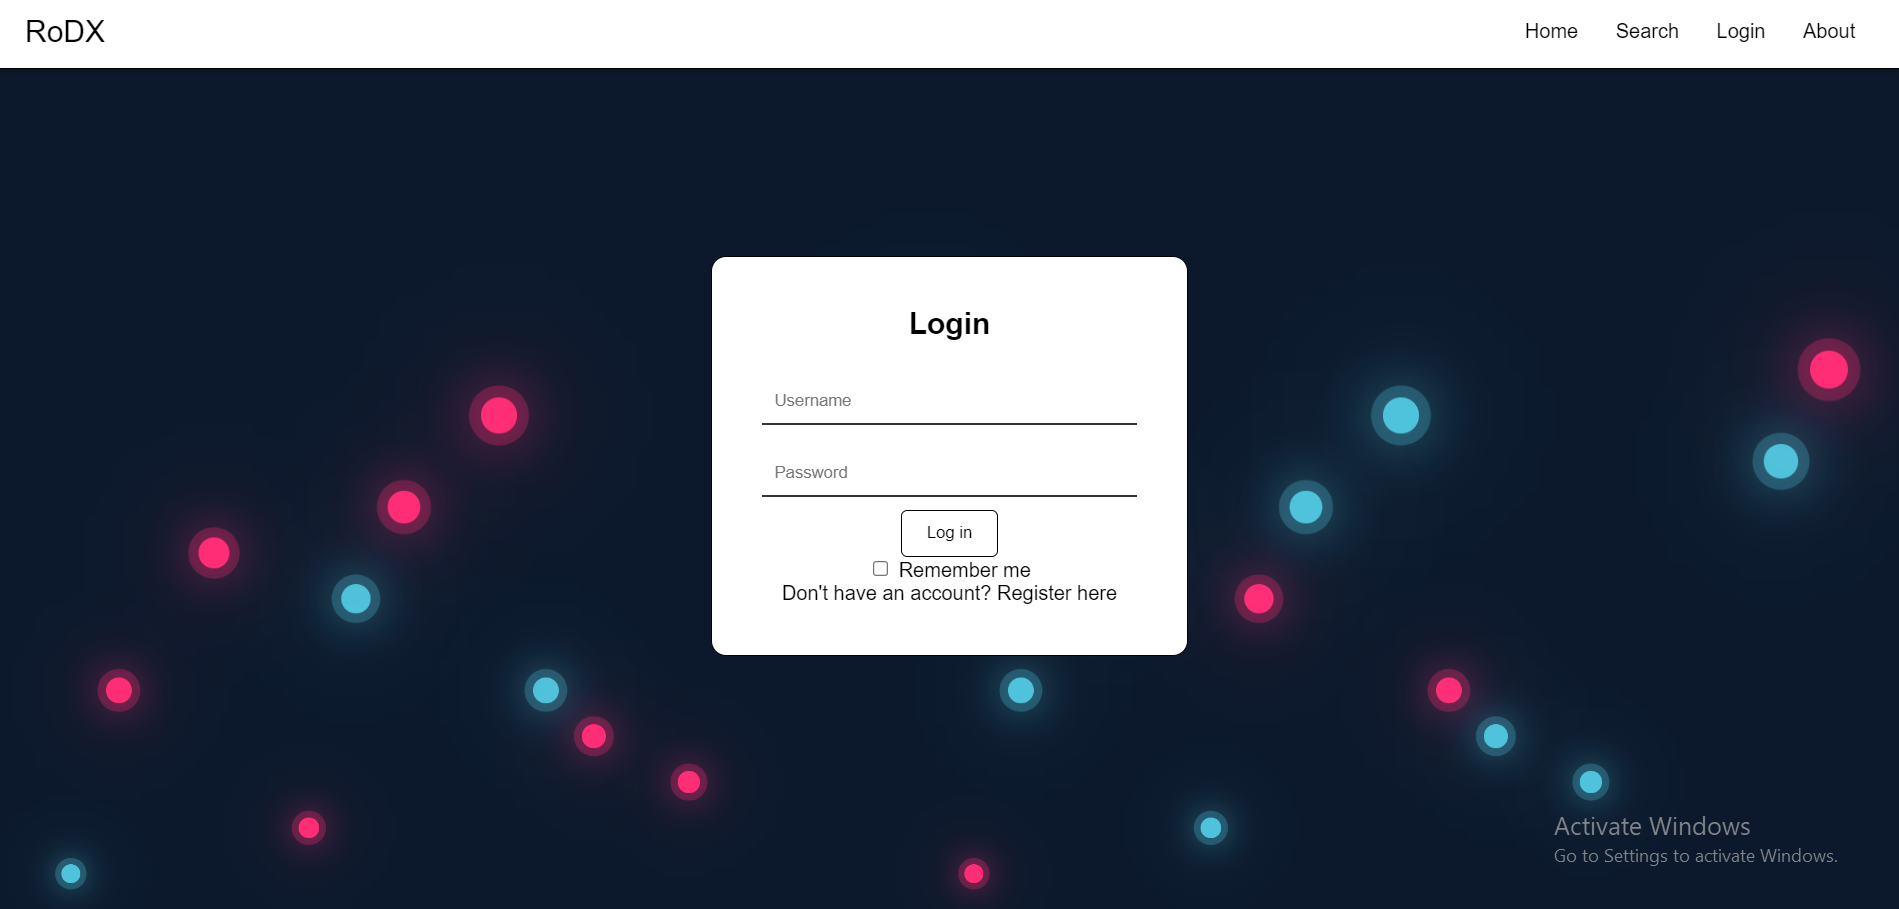 RoDX
Home Search Login About
Login
Username
Password
Log in
Remember me
Don't have an account? Register here
Activate Windows
Go to Settings to activate Windows.